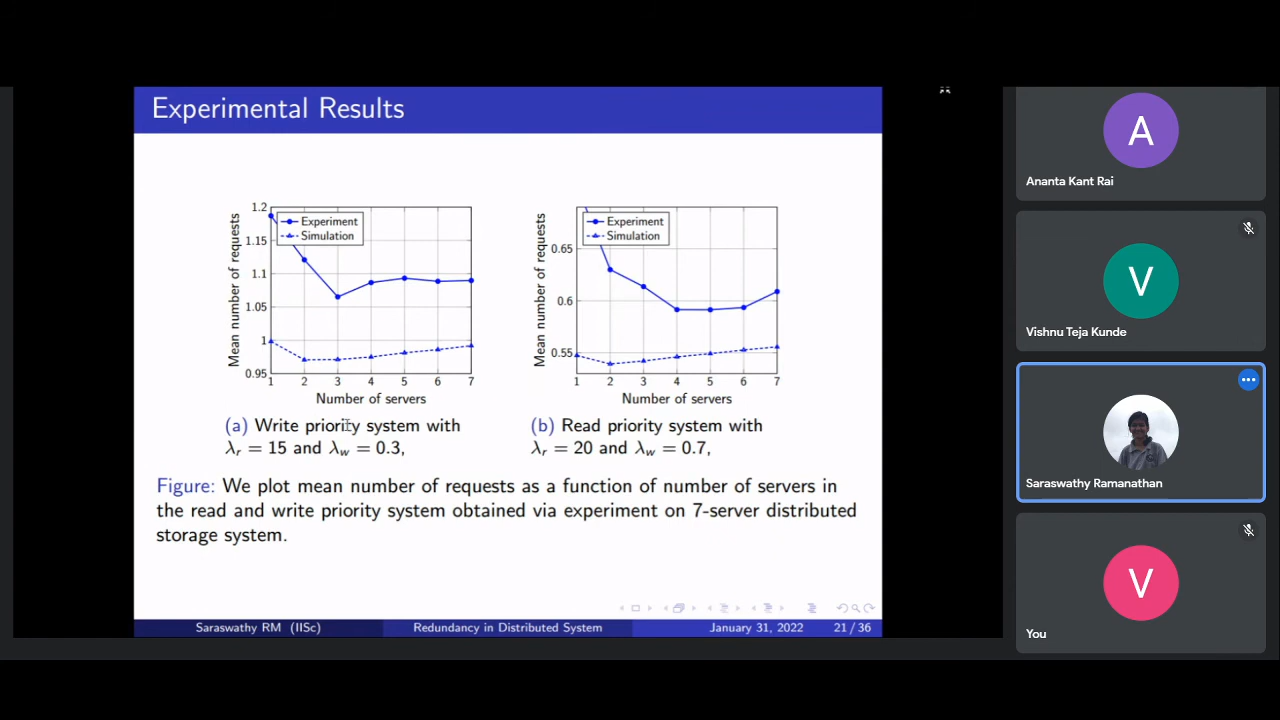 Experimental Results
Mean number of requests
1.2
1.15
1.1
1.05
1
0.95
Experiment
Simulation
1 2 3 4 5 6 7
Number of servers
(a) Write priority system with
λr = 15 and λw = 0.3,
Mean number of requests
0.65
0.6
0.55
Experiment
Simulation
1 2 3 4 5 6 7
Number of servers
(b) Read priority system with
λr = 20 and λw = 0.7,
Figure: We plot mean number of requests as a function of number of servers in
the read and write priority system obtained via experiment on 7-server distributed
storage system.
Saraswathy RM (IISc) Redundancy in Distributed System January 31, 2022 21 / 36
A
Ananta Kant Rai
V
Vishnu Teja Kunde
Saraswathy Ramanathan
V
You